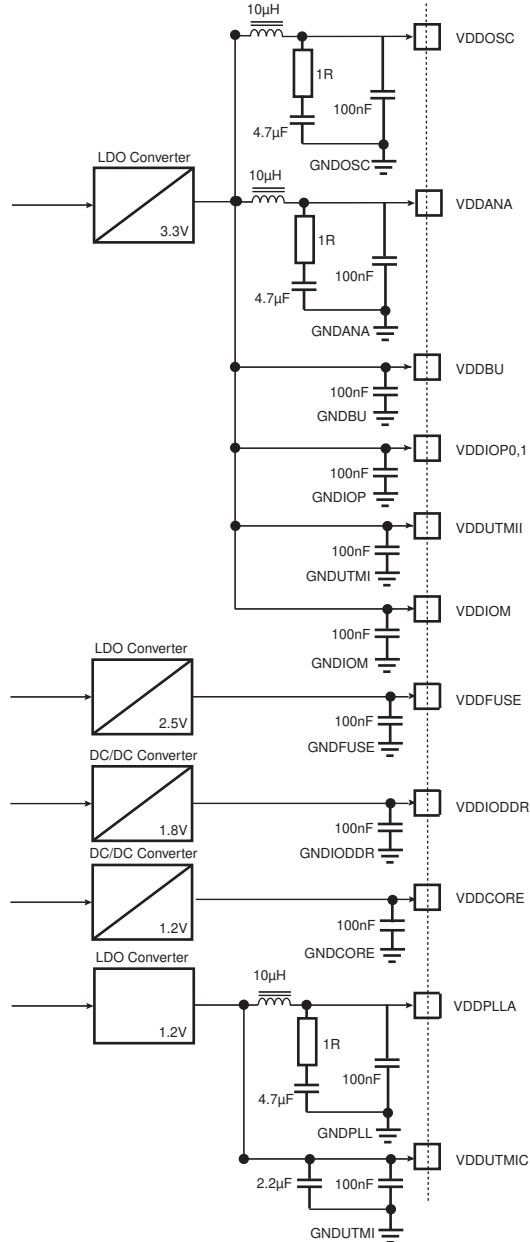 10µH
VDDOSC
1R
100nF
4.7µF
GNDOSC
LDO Converter
3.3V
10µH
VDDANA
1R
100nF
4.7µF
GNDANA
VDDBU
100nF
GNDBU
VDDIOP0,1
100nF
GNDIOP
VDDUTMII
100nF
GNDUTMI
VDDIOM
100nF
GNDIOM
LDO Converter
2.5V
VDDFUSE
100nF
GNDFUSE
DC/DC Converter
1.8V
VDDIODDR
100nF
GNDIODDR
DC/DC Converter
1.2V
VDDCORE
100nF
GNDCORE
LDO Converter
1.2V
10µH
VDDPLLA
1R
100nF
4.7µF
GNDPLL
VDDUTMIC
2.2µF
100nF
GNDUTMI